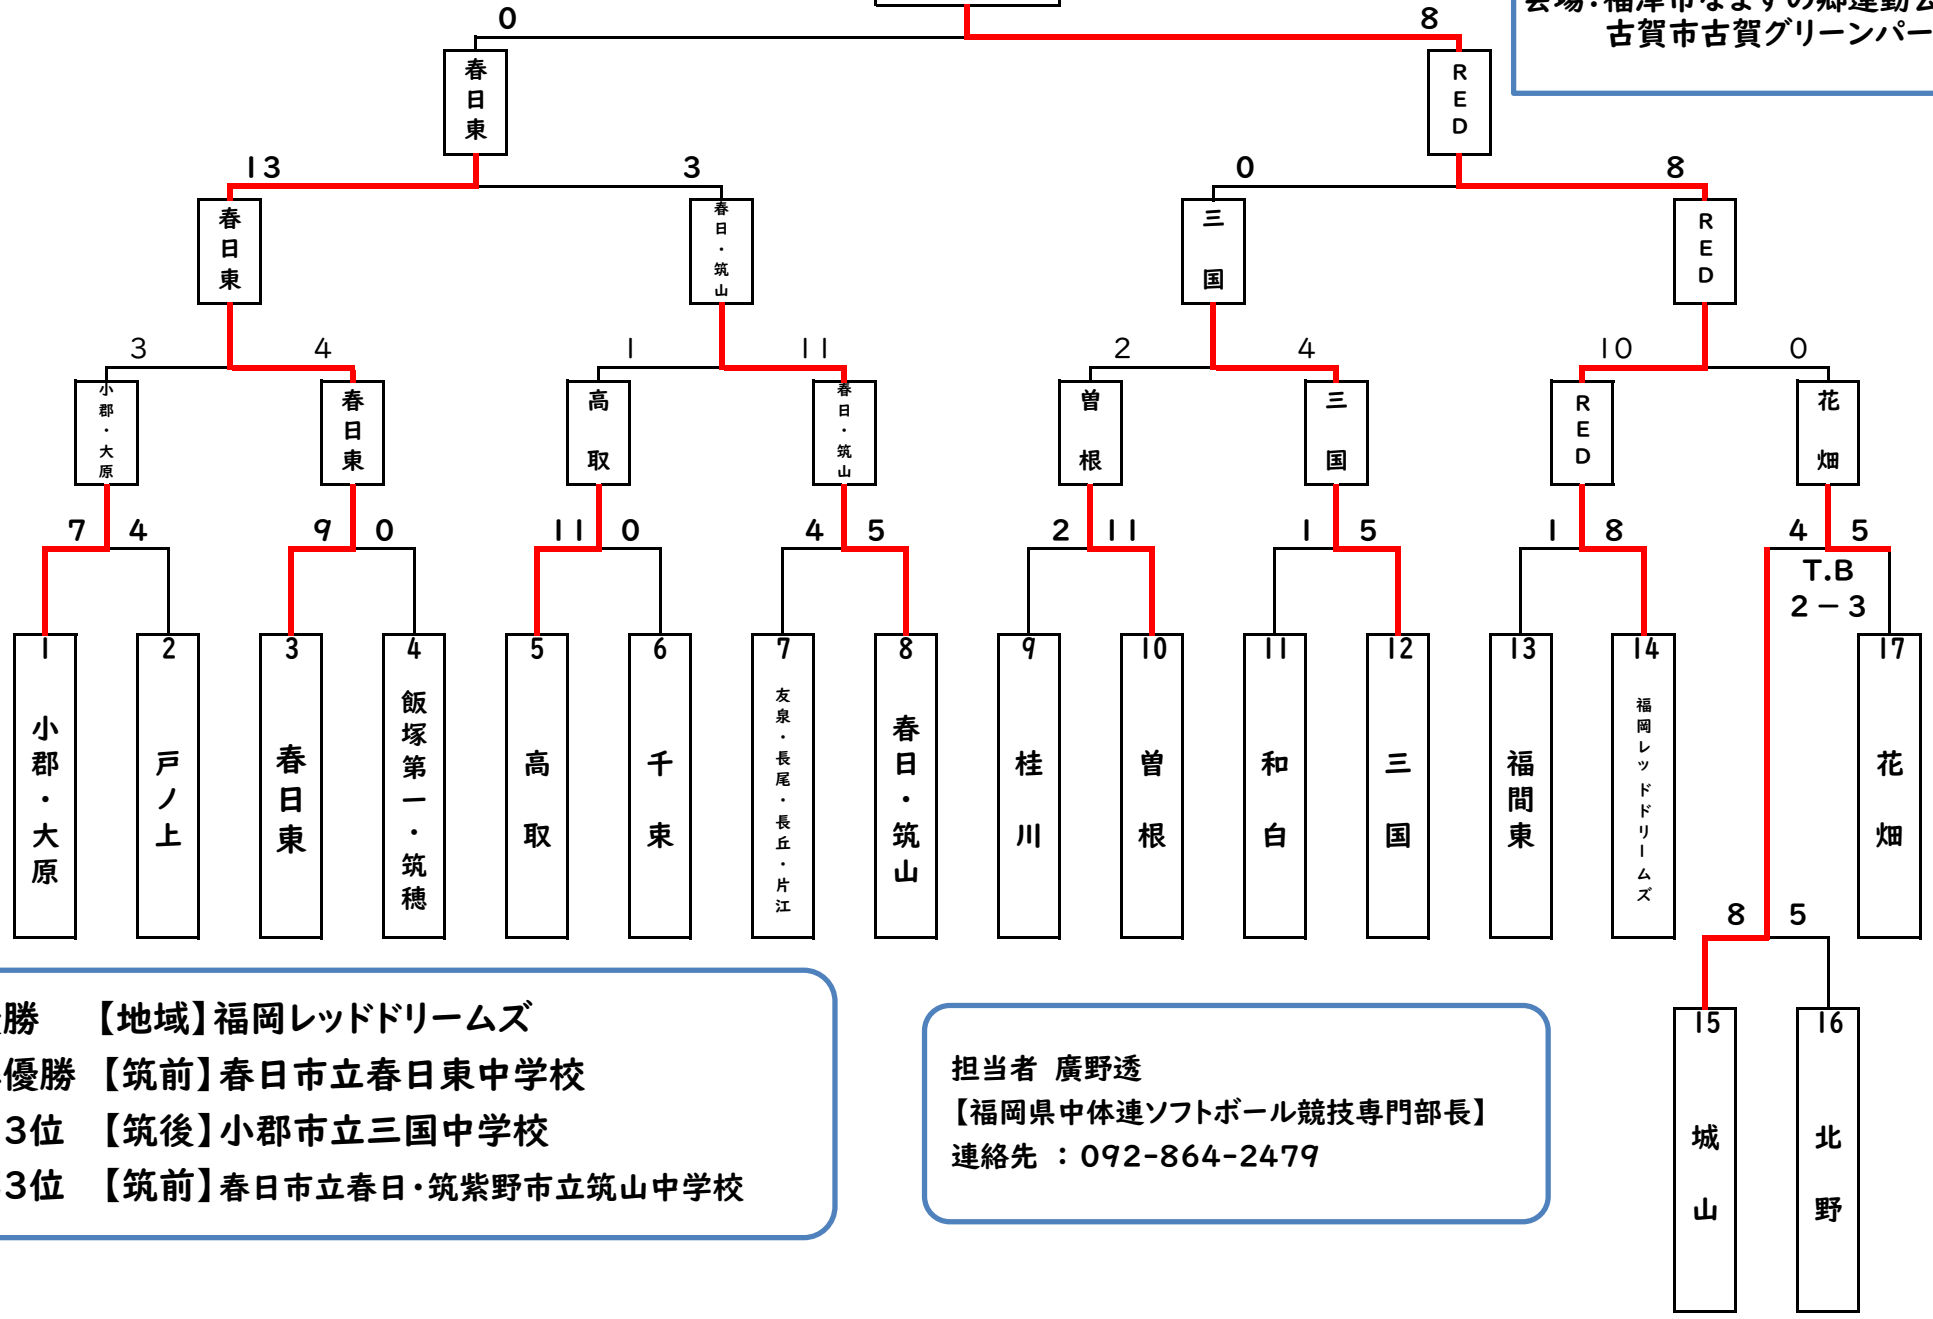 0 8
会場:福津市なまずの郷運動公
古賀市古賀グリーンパー
春日東 RED
13 3 0 8
春日東 春日・筑山 三国 RED
3 4 1 11 2 4 10 0
小郡・大原 春日東 高取 春日・筑山 曽根 三国 RED 花畑
7 4 9 0 11 0 4 5 2 11 1 5 1 8 4 5
T.B
2-3
1 2 3 4 5 6 7 8 9 10 11 12 13 14 17
小郡・大原 戸ノ上 春日東 飯塚第一・筑穂 高取 千束 友泉・長尾・長丘・片江 春日・筑山 桂川 曽根 和白 三国 福間東 福岡レッドドリームズ 花畑
8 5
15 16
城山 北野
勝 【地域】福岡レッドドリームズ
優勝 【筑前】春日市立春日東中学校
3位 【筑後】小郡市立三国中学校
3位 【筑前】春日市立春日・筑紫野市立筑山中学校
担当者 廣野透
【福岡県中体連ソフトボール競技専門部長】
連絡先 : 092-864-2479